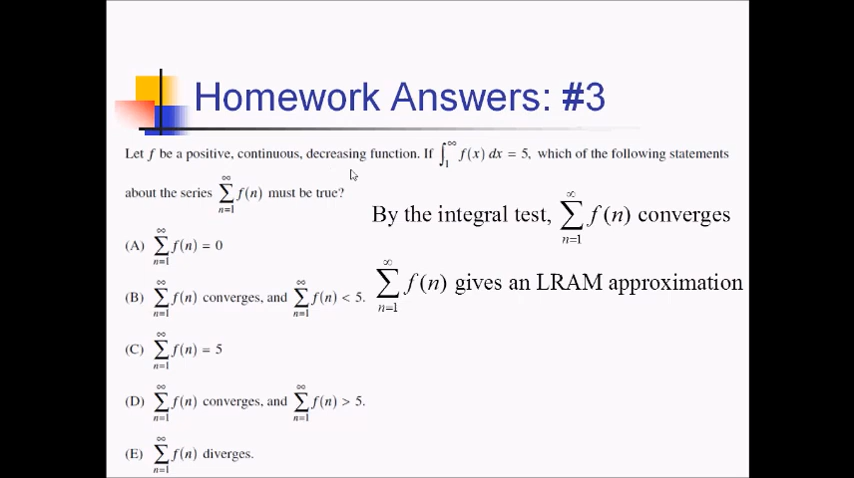 Homework Answers: #3
Let f be a positive, continuous, decreasing function. If ∫₁^∞ f(x) dx = 5, which of the following statements
about the series ∑_{n=1}^{∞} f(n) must be true?
By the integral test, ∑_{n=1}^{∞} f(n) converges
(A) ∑_{n=1}^{∞} f(n) = 0
∑_{n=1}^{∞} f(n) gives an LRAM approximation
(B) ∑_{n=1}^{∞} f(n) converges, and ∑_{n=1}^{∞} f(n) < 5.
(C) ∑_{n=1}^{∞} f(n) = 5
(D) ∑_{n=1}^{∞} f(n) converges, and ∑_{n=1}^{∞} f(n) > 5.
(E) ∑_{n=1}^{∞} f(n) diverges.